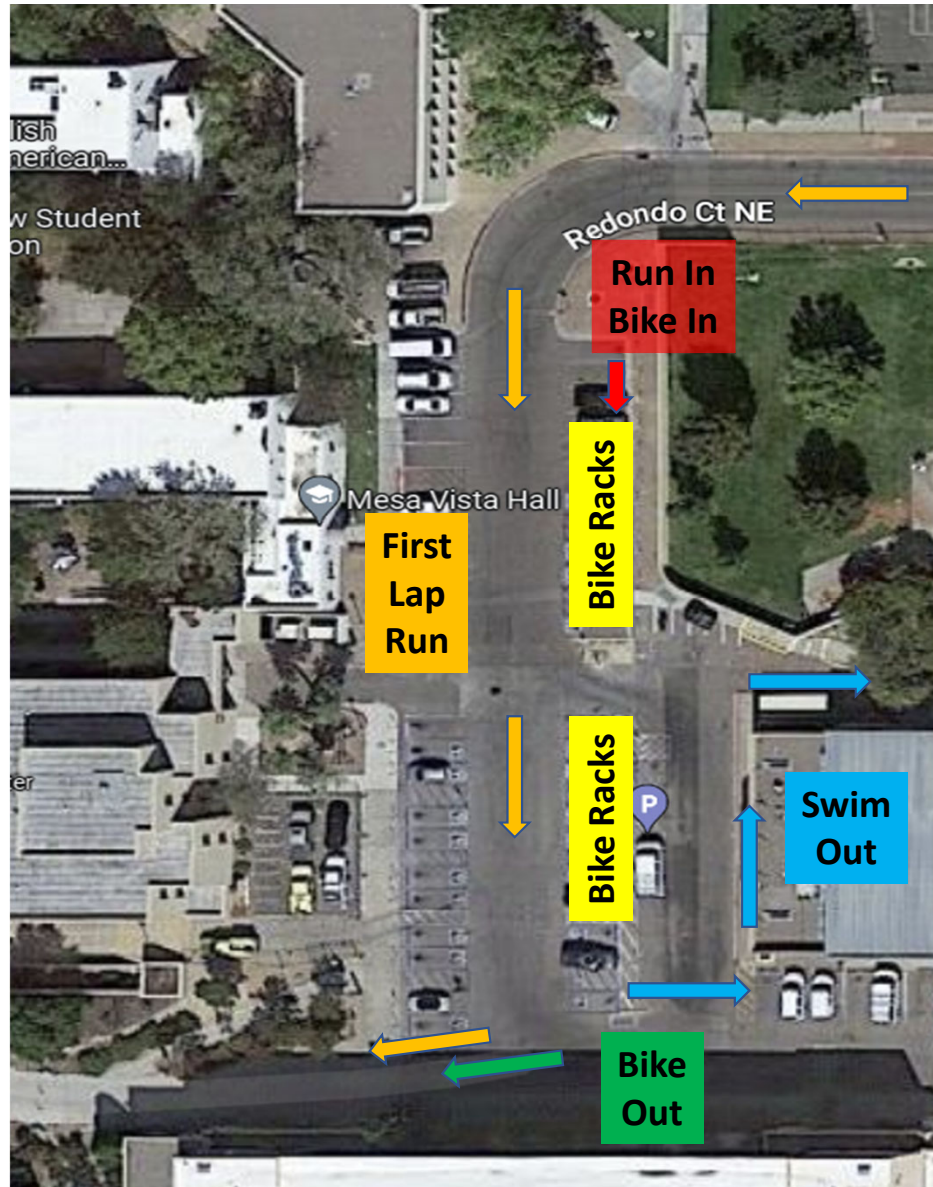 lish
merican...
w Student
on
Redondo Ct NE
Run In
Bike In
Bike Racks
Mesa Vista Hall
First
Lap
Run
Bike Racks
P
ter
Swim
Out
Bike
Out